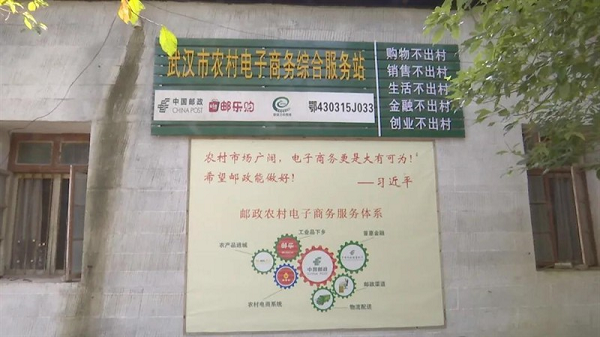 武汉市农村电子商务综合服务站
中国邮政
CHINA POST
邮乐购
鄂430315J033
购物不出村
销售不出村
生活不出村
金融不出村
创业不出村
农村市场广阔，电子商务更是大有可为！
希望邮政能做好！
——习近平
邮政农村电子商务服务体系
工业品下乡
农产品进城
普惠金融
邮乐
中国邮政
邮政渠道
农村电商系统
物流配送